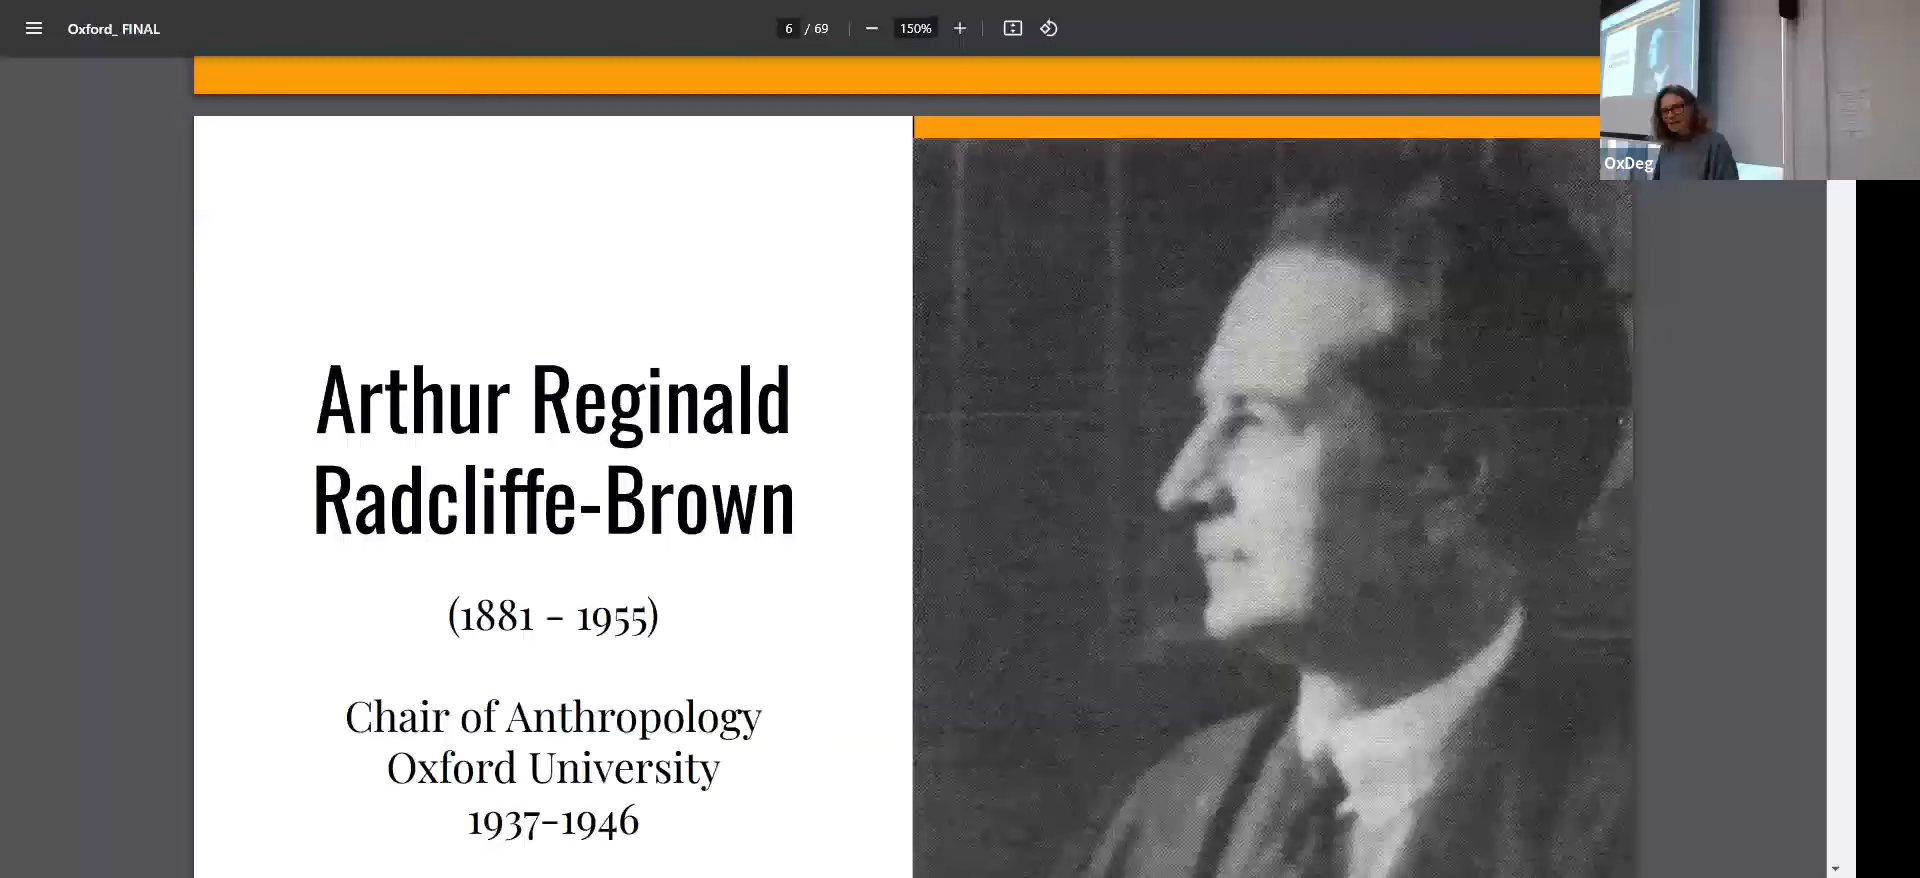 Oxford_ FINAL
6 / 69
150%
OxDeg
Arthur Reginald
Radcliffe-Brown
(1881 - 1955)
Chair of Anthropology
Oxford University
1937-1946